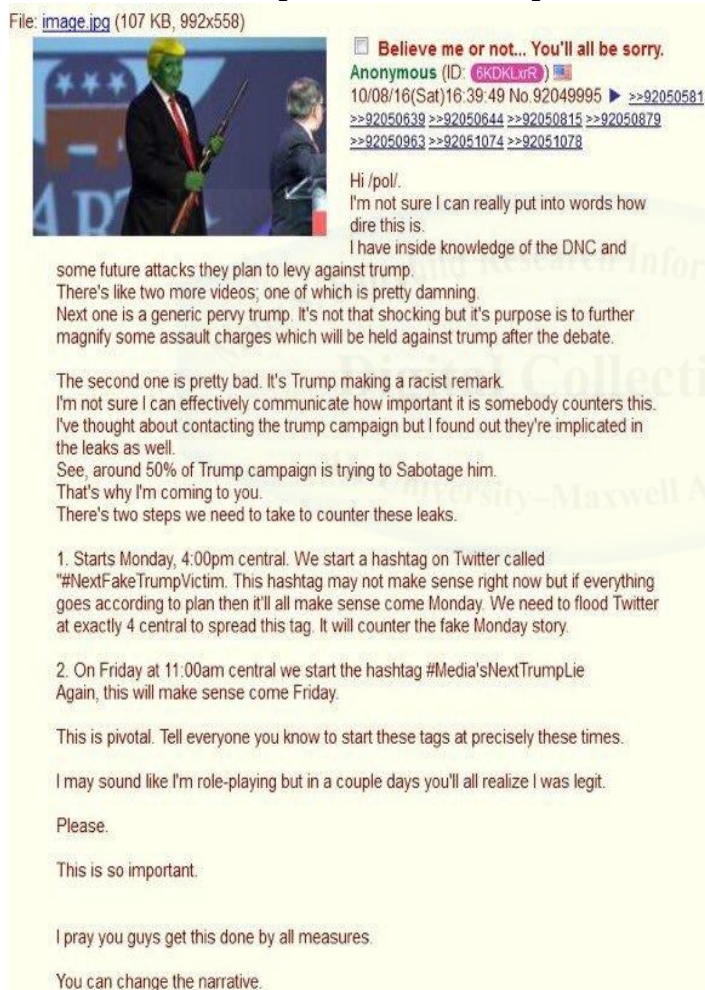 File: image.jpg (107 KB, 992x558)
Believe me or not... You'll all be sorry.
Anonymous (ID: 6KDKLxrR)
10/08/16(Sat)16:39:49 No.92049995 ▶ >>92050581
>>92050639 >>92050644 >>92050815 >>92050879
>>92050963 >>92051074 >>92051078
Hi /pol/.
I'm not sure I can really put into words how
dire this is.
I have inside knowledge of the DNC and
some future attacks they plan to levy against trump.
There's like two more videos; one of which is pretty damning.
Next one is a generic pervy trump. It's not that shocking but it's purpose is to further
magnify some assault charges which will be held against trump after the debate.
The second one is pretty bad. It's Trump making a racist remark.
I'm not sure I can effectively communicate how important it is somebody counters this.
I've thought about contacting the trump campaign but I found out they're implicated in
the leaks as well.
See, around 50% of Trump campaign is trying to Sabotage him.
That's why I'm coming to you.
There's two steps we need to take to counter these leaks.
1. Starts Monday, 4:00pm central. We start a hashtag on Twitter called
"#NextFakeTrumpVictim. This hashtag may not make sense right now but if everything
goes according to plan then it'll all make sense come Monday. We need to flood Twitter
at exactly 4 central to spread this tag. It will counter the fake Monday story.
2. On Friday at 11:00am central we start the hashtag #Media'sNextTrumpLie
Again, this will make sense come Friday.
This is pivotal. Tell everyone you know to start these tags at precisely these times.
I may sound like I'm role-playing but in a couple days you'll all realize I was legit.
Please.
This is so important.
I pray you guys get this done by all measures.
You can change the narrative.